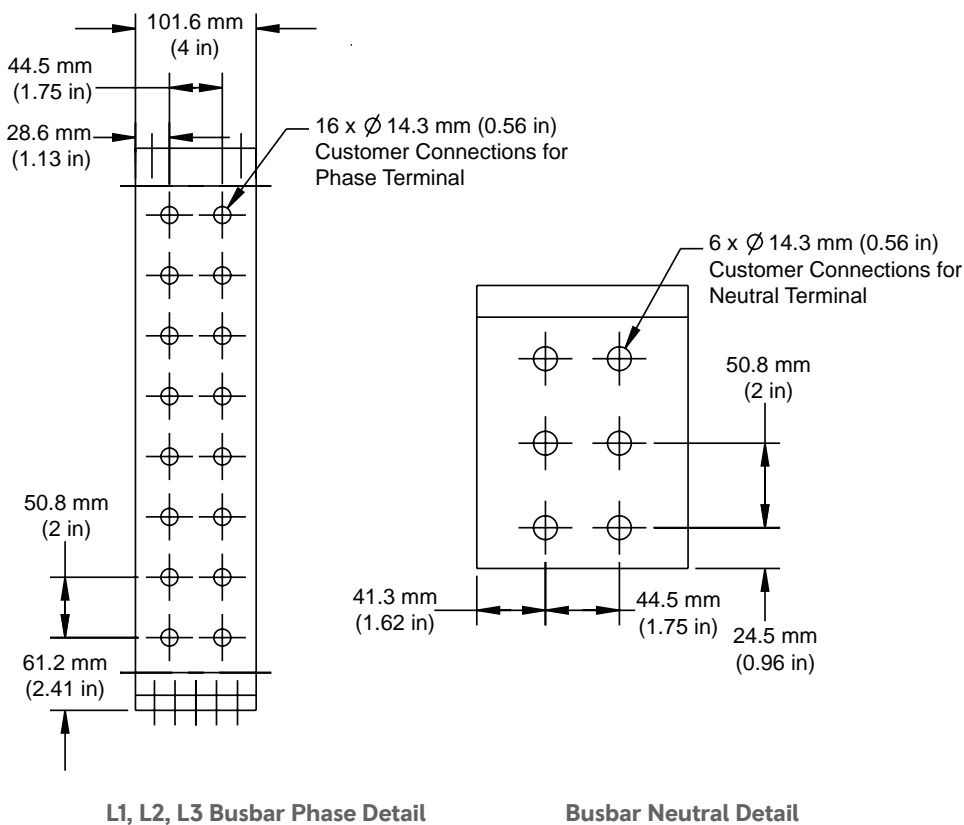 101.6 mm
(4 in)
44.5 mm
(1.75 in)
28.6 mm
(1.13 in)
16 x Ø 14.3 mm (0.56 in)
Customer Connections for
Phase Terminal
50.8 mm
(2 in)
61.2 mm
(2.41 in)
L1, L2, L3 Busbar Phase Detail
6 x Ø 14.3 mm (0.56 in)
Customer Connections for
Neutral Terminal
50.8 mm
(2 in)
41.3 mm
(1.62 in)
44.5 mm
(1.75 in)
24.5 mm
(0.96 in)
Busbar Neutral Detail